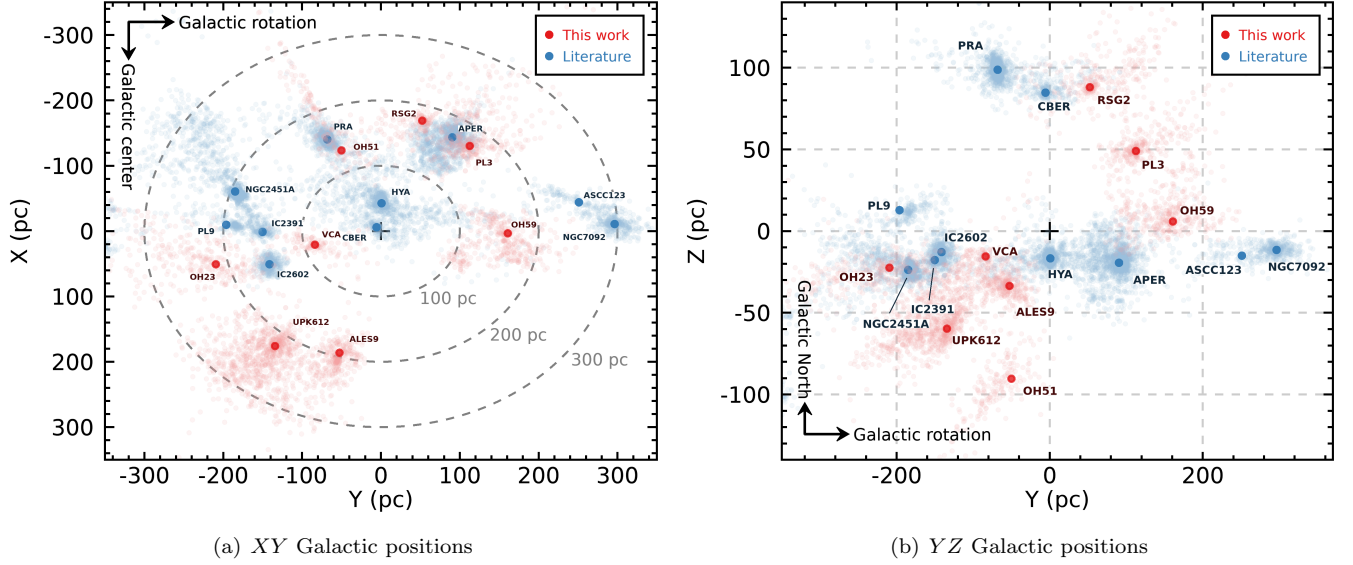 Galactic rotation
Galactic center
This work
Literature
-300
-200
-100
0
100
200
300
X (pc)
PRA
OH51
RSG2
APER
PL3
HYA
NGC2451A
PL9
IC2391
VCA
CBER
OH23
IC2602
OH59
ASCC123
NGC7092
UPK612
ALES9
100 pc
200 pc
300 pc
-300
-200
-100
0
100
200
300
Y (pc)
(a) XY Galactic positions
This work
Literature
100
50
0
-50
-100
Z (pc)
PRA
CBER
RSG2
PL3
PL9
OH59
IC2602
VCA
OH23
HYA
APER
ASCC123
NGC7092
IC2391
NGC2451A
ALES9
UPK612
OH51
Galactic North
Galactic rotation
-200
0
200
Y (pc)
(b) YZ Galactic positions